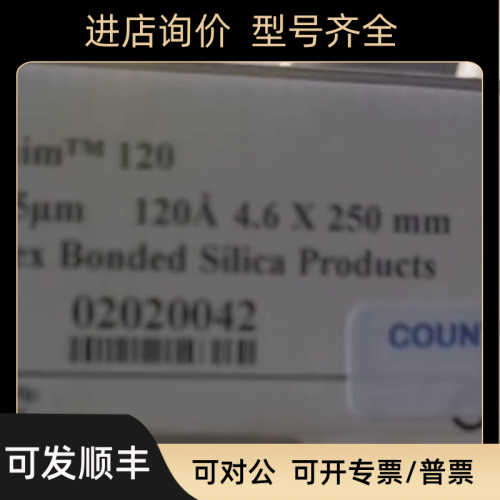 进店询价 型号齐全
im™ 120
5µm 120Å 4.6 X 250 mm
ex Bonded Silica Products
02020042
COUN
可发顺丰
可对公 可开专票/普票